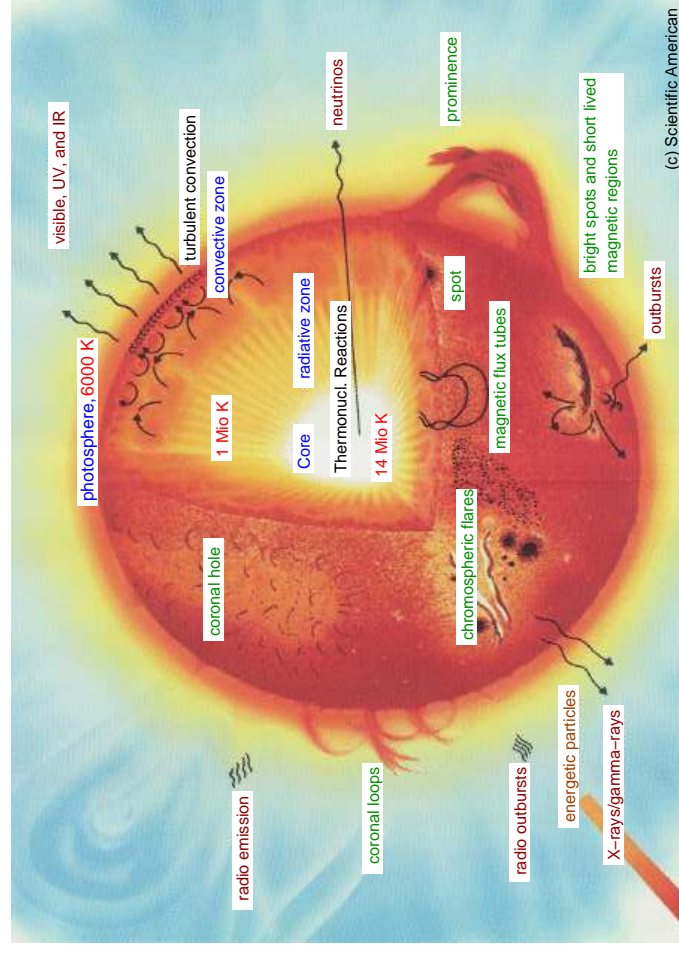 visible, UV, and IR
photosphere, 6000 K
turbulent convection
convective zone
coronal hole
1 Mio K
radio emission
Core
radiative zone
neutrinos
Thermonucl. Reactions
coronal loops
14 Mio K
prominence
spot
chromospheric flares
magnetic flux tubes
radio outbursts
energetic particles
bright spots and short lived
magnetic regions
X−rays/gamma−rays
outbursts
(c) Scientific American